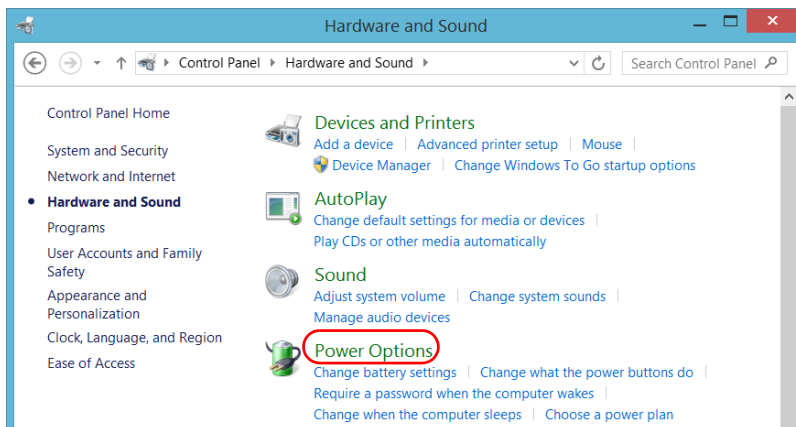 Hardware and Sound
Control Panel Hardware and Sound
Search Control Panel
Control Panel Home
System and Security
Network and Internet
Hardware and Sound
Programs
User Accounts and Family
Safety
Appearance and
Personalization
Clock, Language, and Region
Ease of Access
Devices and Printers
Add a device Advanced printer setup Mouse
Device Manager Change Windows To Go startup options
AutoPlay
Change default settings for media or devices
Play CDs or other media automatically
Sound
Adjust system volume Change system sounds
Manage audio devices
Power Options
Change battery settings Change what the power buttons do
Require a password when the computer wakes
Change when the computer sleeps Choose a power plan